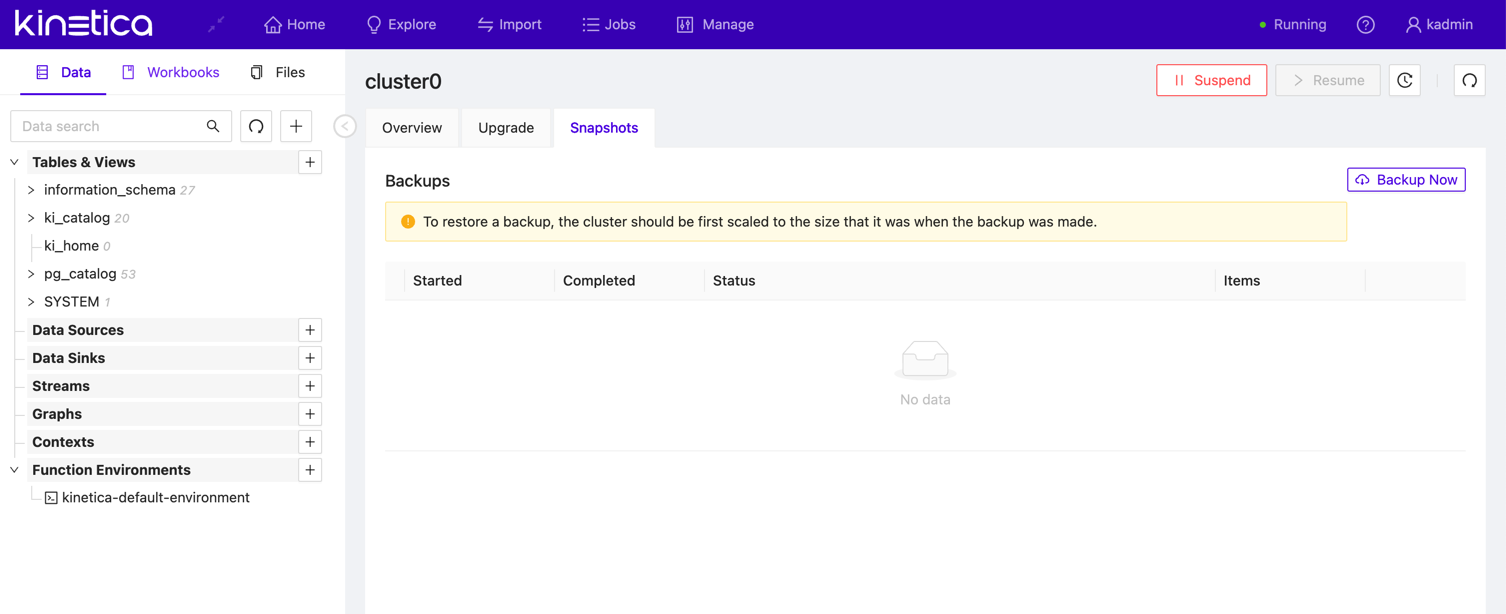 kinetica Home Explore Import Jobs Manage Running kadmin
Data Workbooks Files
cluster0 Suspend Resume
Data search
Overview Upgrade Snapshots
Tables & Views
information_schema 27
ki_catalog 20
ki_home 0
pg_catalog 53
SYSTEM 1
Data Sources
Data Sinks
Streams
Graphs
Contexts
Function Environments
kinetica-default-environment
Backups Backup Now
To restore a backup, the cluster should be first scaled to the size that it was when the backup was made.
Started Completed Status Items
No data